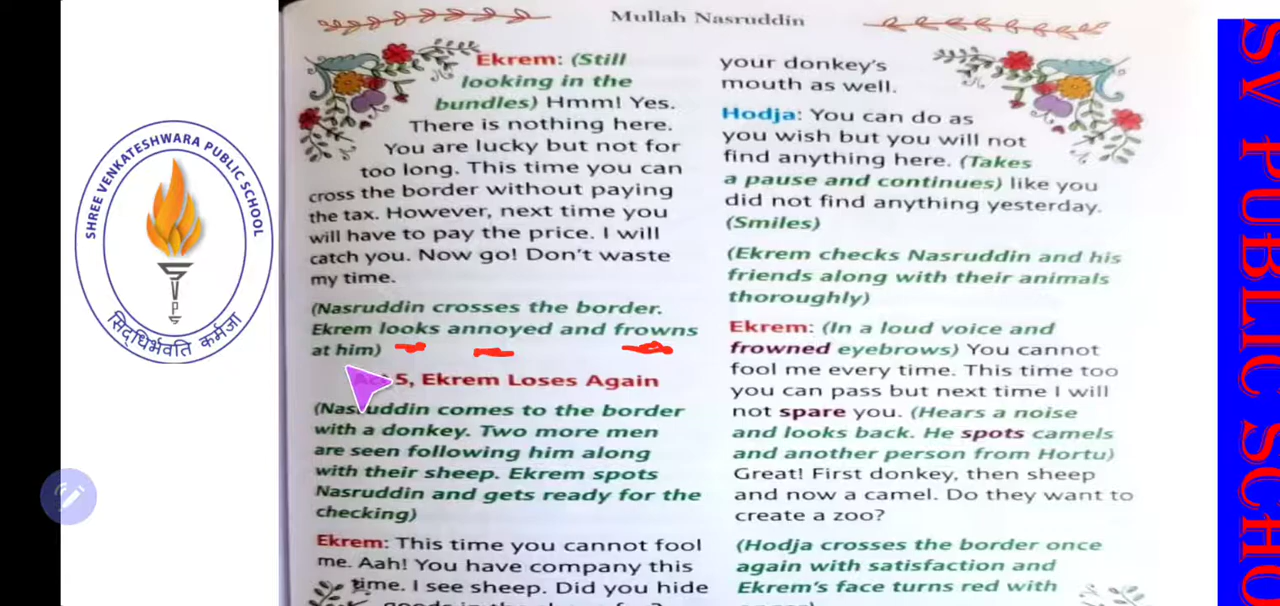 Mullah Nasruddin
SHREE VENKATESHWARA PUBLIC SCHOOL
S
V
P
S
सिद्धिर्भवति कर्मजा
Ekrem: (Still
looking in the
bundles) Hmm! Yes.
There is nothing here.
You are lucky but not for
too long. This time you can
cross the border without paying
the tax. However, next time you
will have to pay the price. I will
catch you. Now go! Don't waste
my time.
(Nasruddin crosses the border.
Ekrem looks annoyed and frowns
at him)
Act 5, Ekrem Loses Again
(Nasruddin comes to the border
with a donkey. Two more men
are seen following him along
with their sheep. Ekrem spots
Nasruddin and gets ready for the
checking)
Ekrem: This time you cannot fool
me. Aah! You have company this
time. I see sheep. Did you hide
your donkey's
mouth as well.
Hodja: You can do as
you wish but you will not
find anything here. (Takes
a pause and continues) like you
did not find anything yesterday.
(Smiles)
(Ekrem checks Nasruddin and his
friends along with their animals
thoroughly)
Ekrem: (In a loud voice and
frowned eyebrows) You cannot
fool me every time. This time too
you can pass but next time I will
not spare you. (Hears a noise
and looks back. He spots camels
and another person from Hortu)
Great! First donkey, then sheep
and now a camel. Do they want to
create a zoo?
(Hodja crosses the border once
again with satisfaction and
Ekrem's face turns red with
SV PUBLIC SCHO